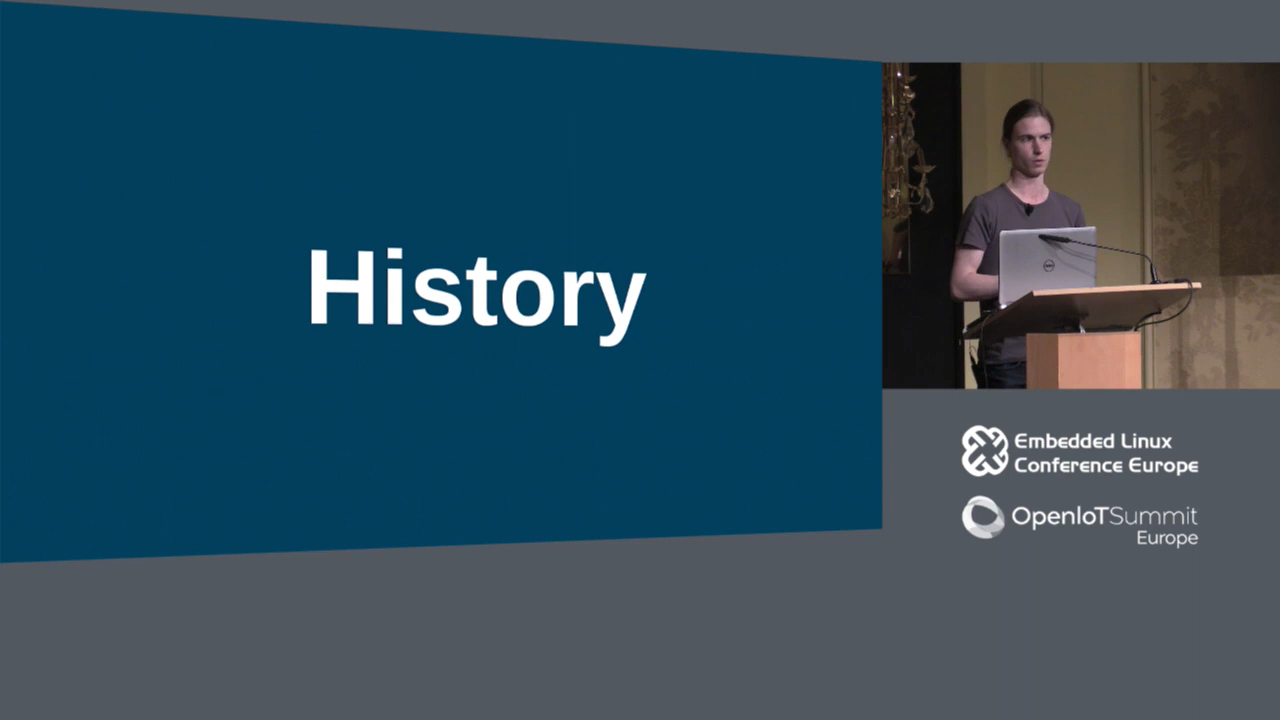 History
Embedded Linux
Conference Europe
OpenIoTSummit
Europe